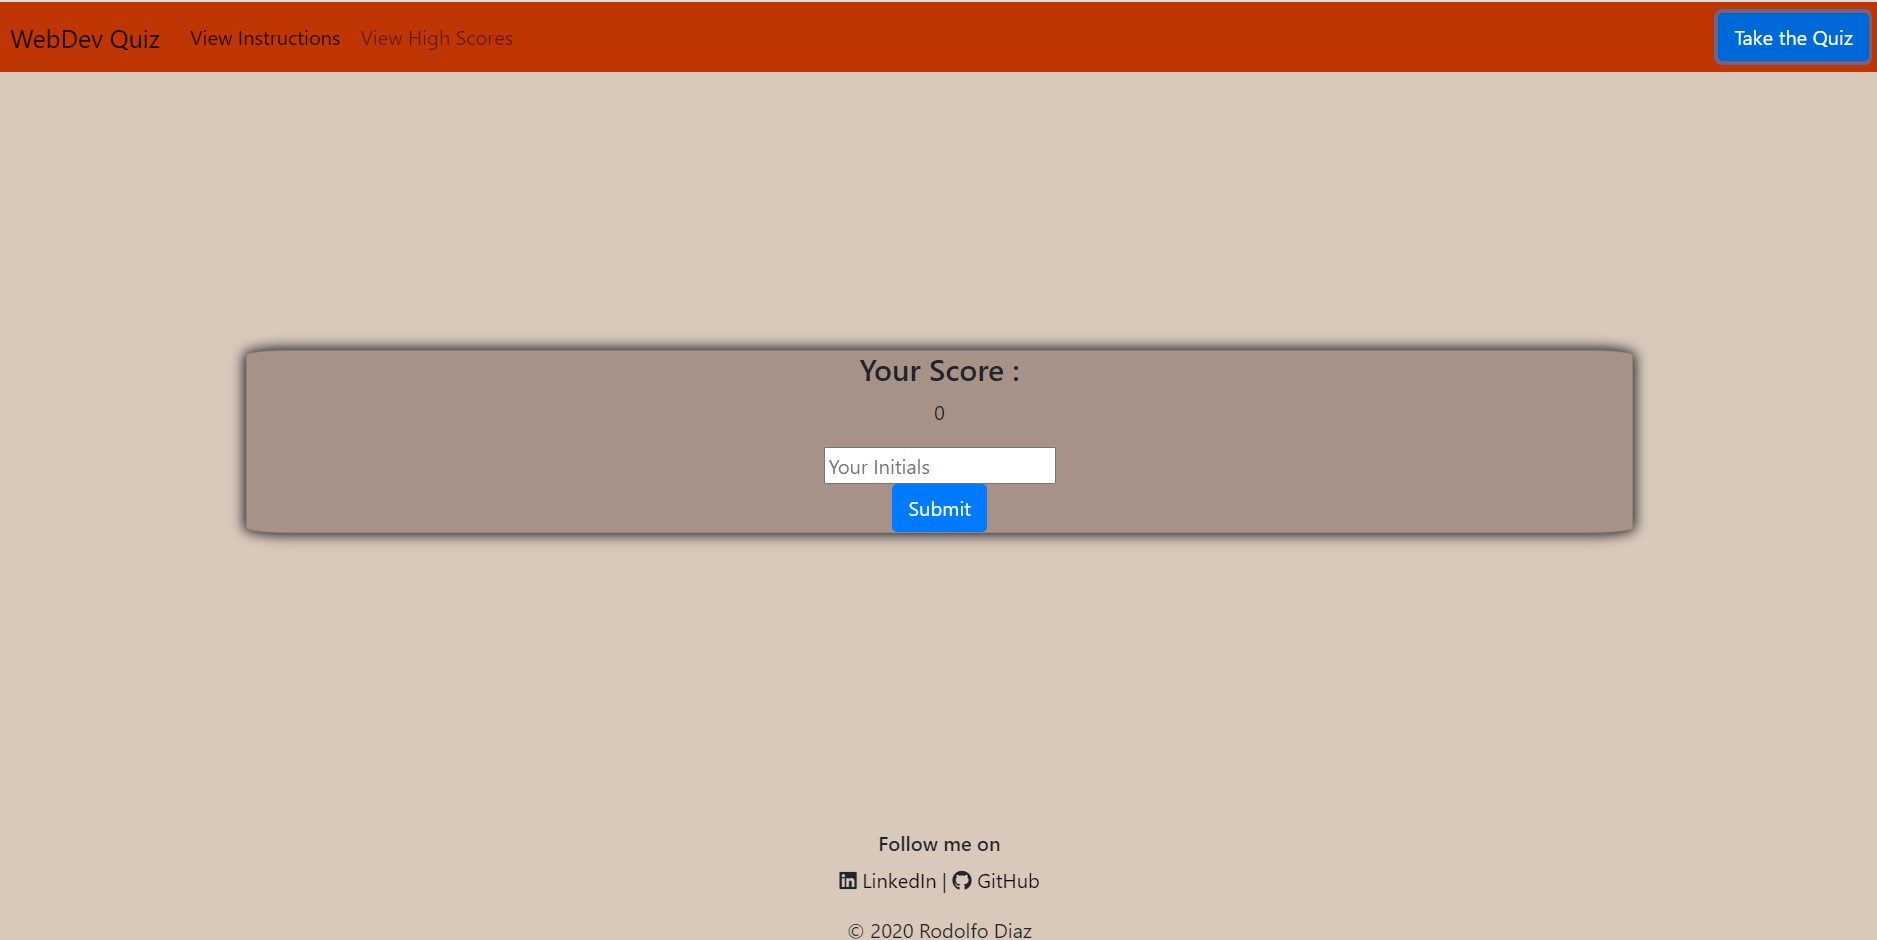 WebDev Quiz View Instructions View High Scores Take the Quiz
Your Score :
0
Your Initials
Submit
Follow me on
LinkedIn | GitHub
© 2020 Rodolfo Diaz